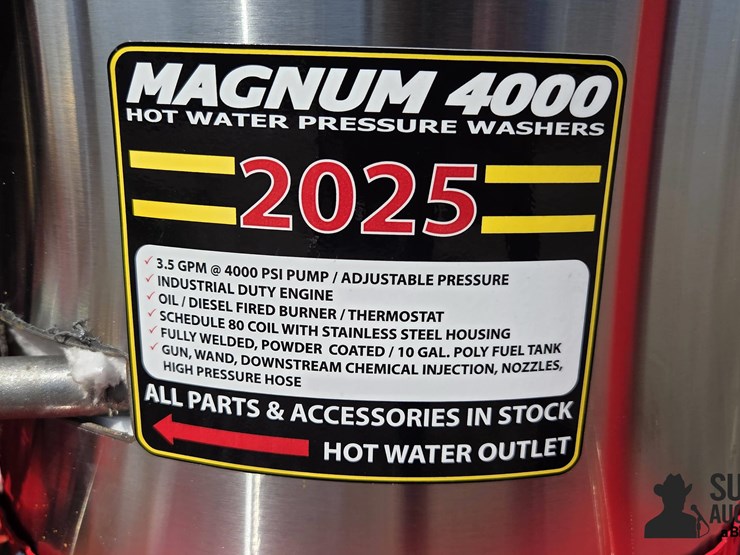 MAGNUM 4000
HOT WATER PRESSURE WASHERS
2025
✓ 3.5 GPM @ 4000 PSI PUMP / ADJUSTABLE PRESSURE
✓ INDUSTRIAL DUTY ENGINE
✓ OIL / DIESEL FIRED BURNER / THERMOSTAT
✓ SCHEDULE 80 COIL WITH STAINLESS STEEL HOUSING
✓ FULLY WELDED, POWDER COATED / 10 GAL. POLY FUEL TANK
✓ GUN, WAND, DOWNSTREAM CHEMICAL INJECTION, NOZZLES,
HIGH PRESSURE HOSE
ALL PARTS & ACCESSORIES IN STOCK
HOT WATER OUTLET